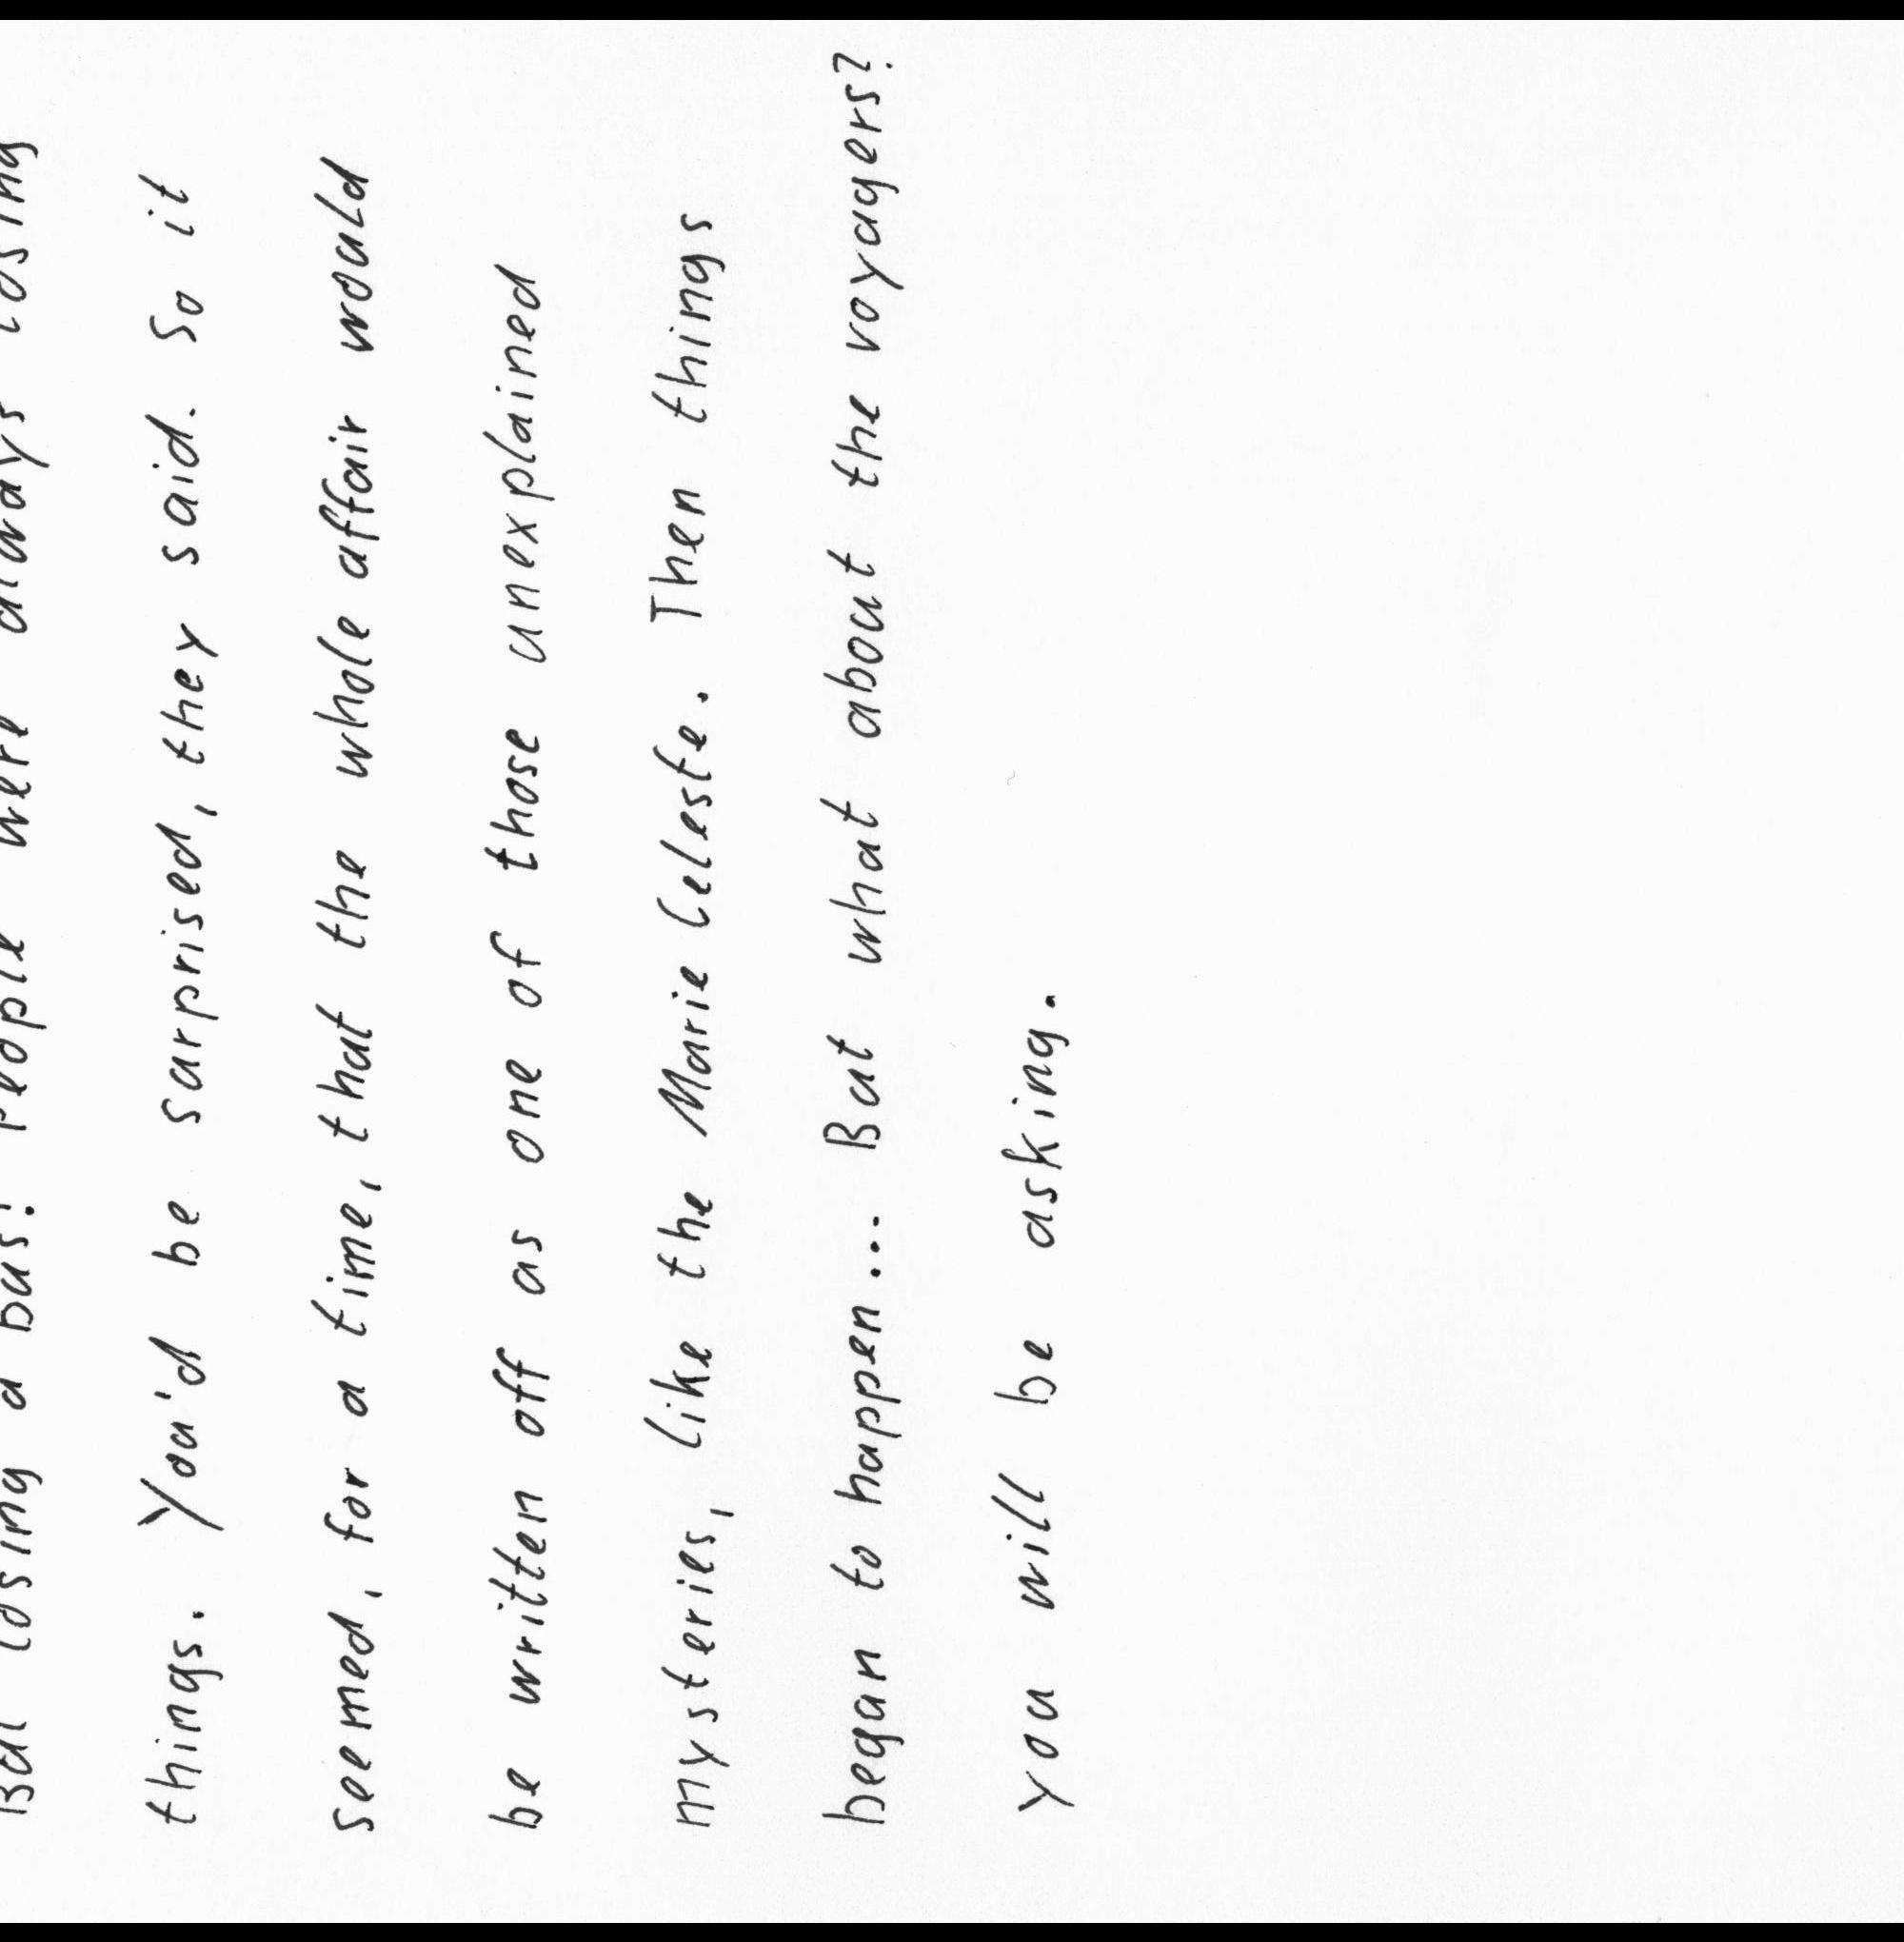 But losing a bus! People were always losing
things. You'd be surprised, they said. So it
seemed, for a time, that the whole affair would
be written off as one of those unexplained
mysteries, like the Marie Celeste. Then things
began to happen... But what about the voyagers?
you will be asking.